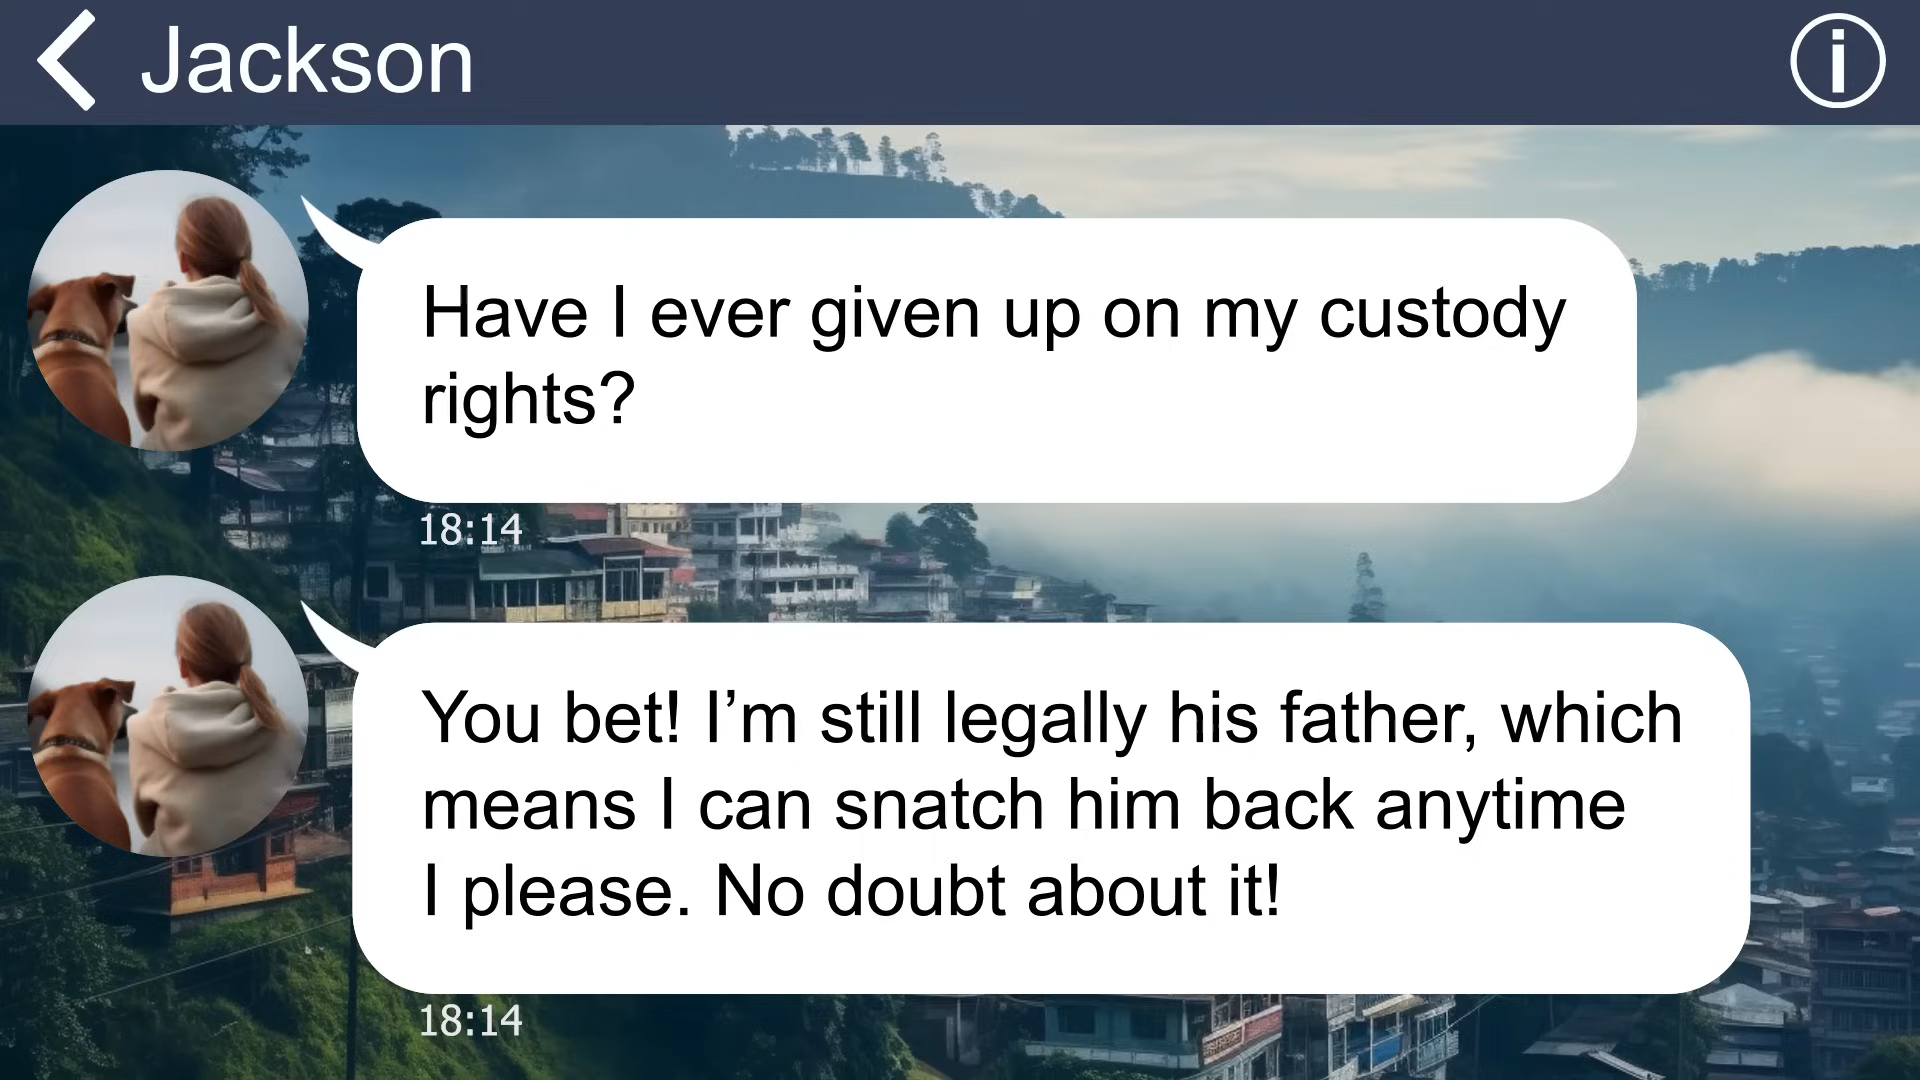 Jackson
Have I ever given up on my custody
rights?
18:14
You bet! I’m still legally his father, which
means I can snatch him back anytime
I please. No doubt about it!
18:14